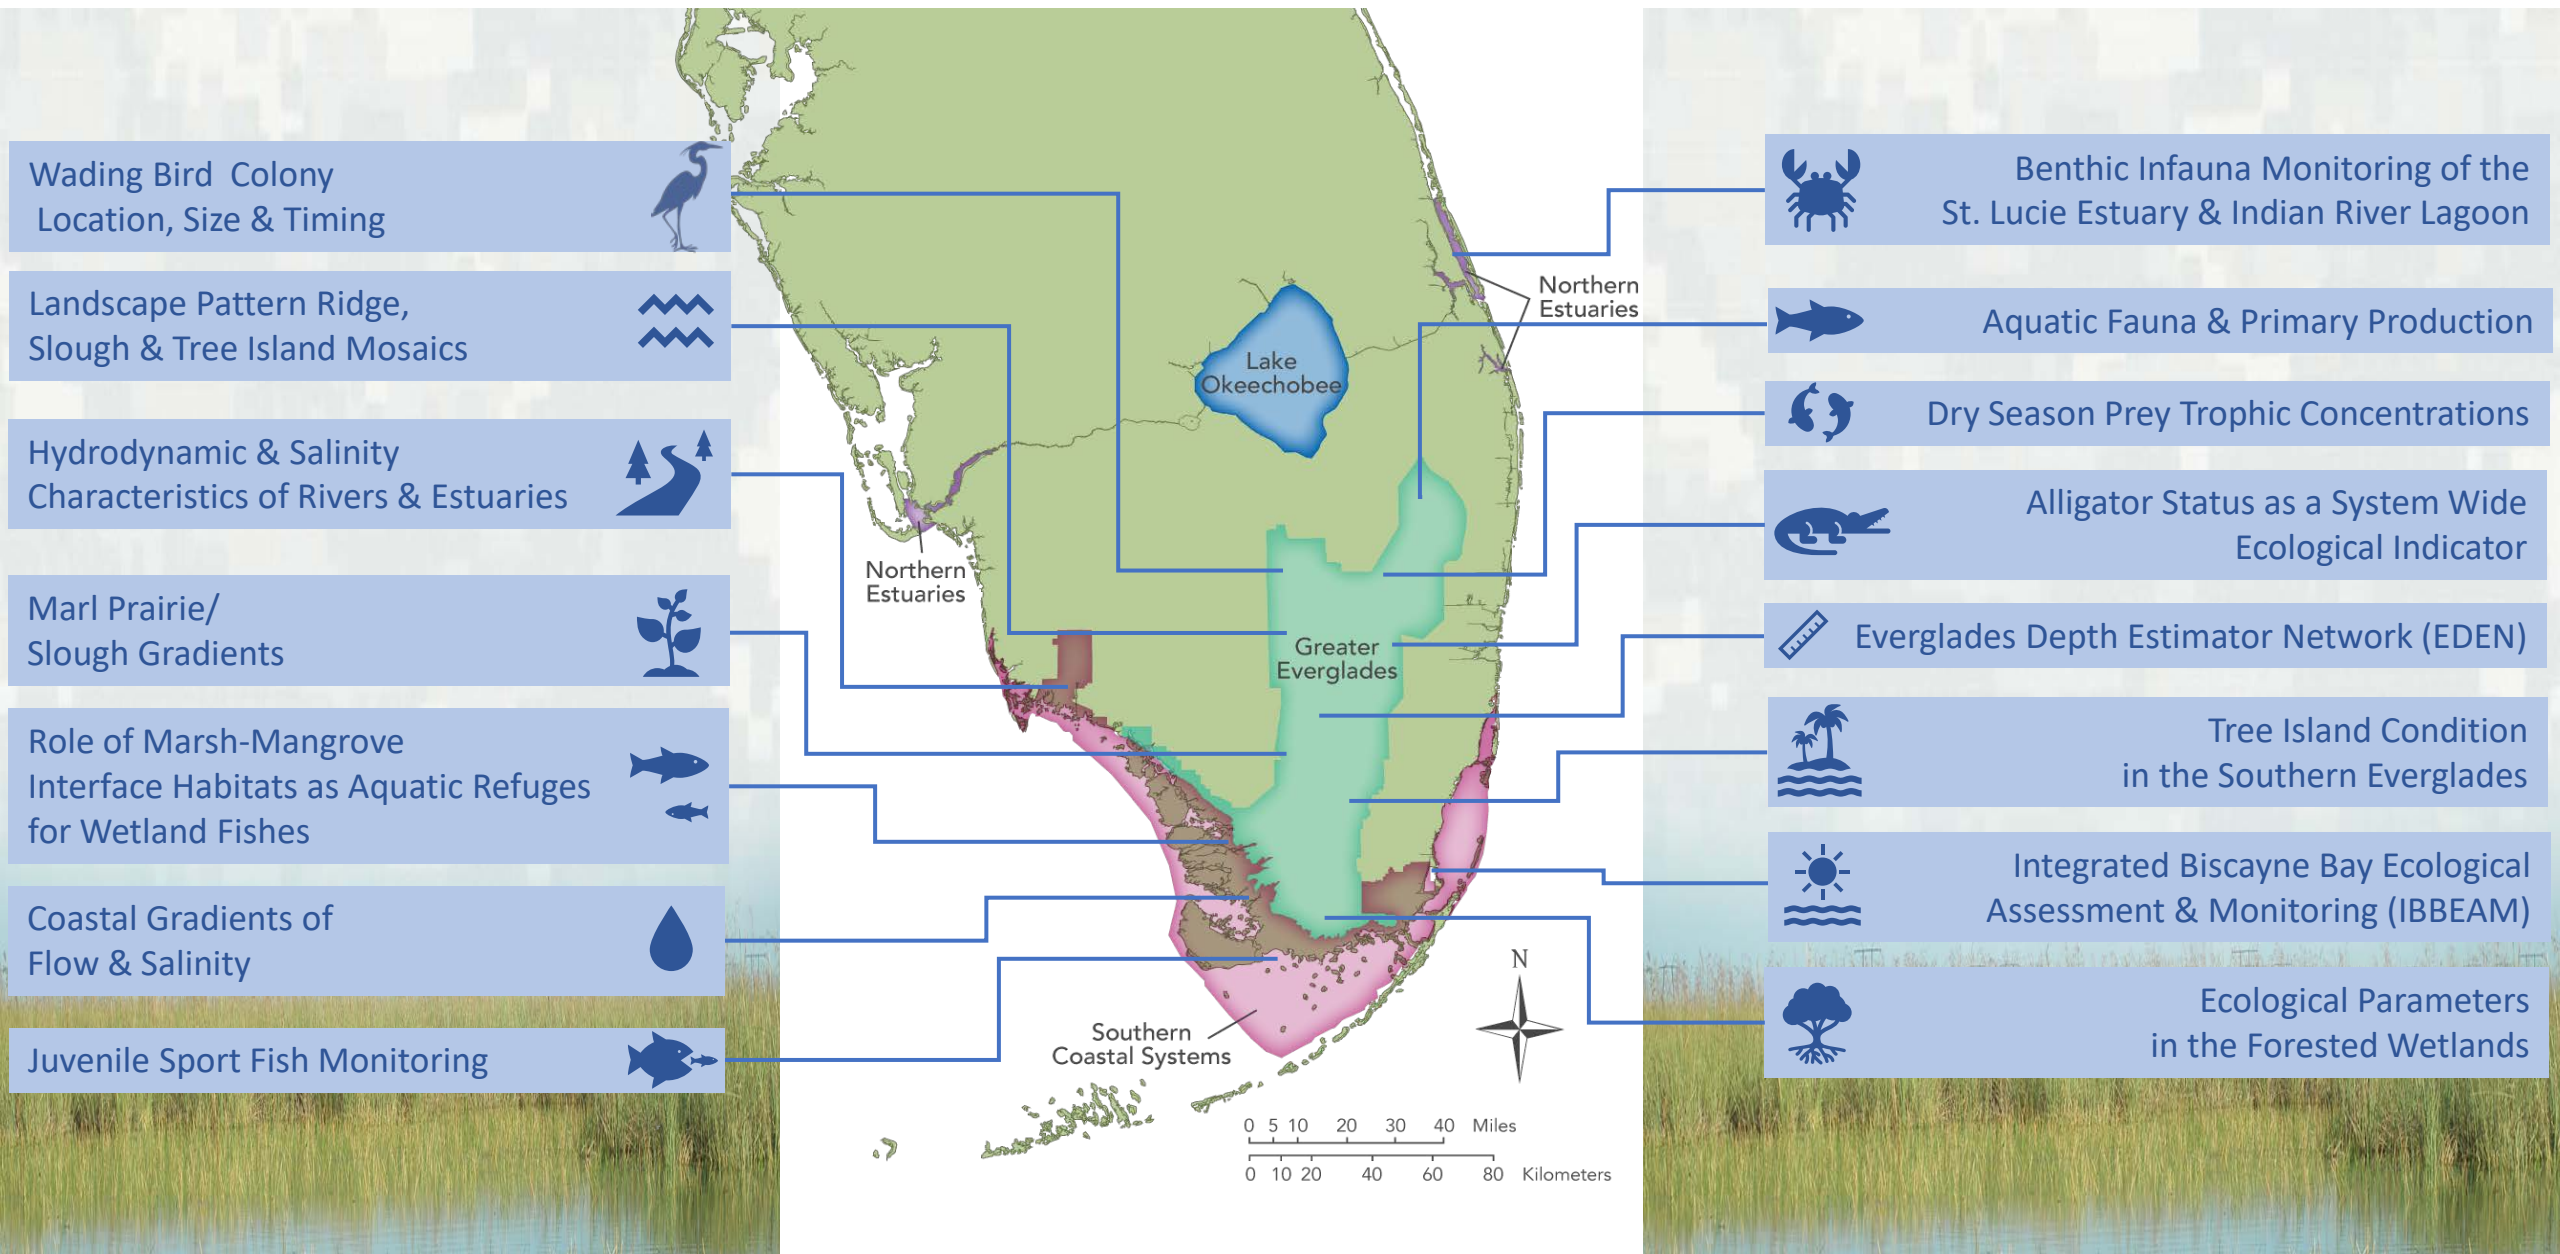 Wading Bird  Colony
Location, Size & Timing
Landscape Pattern Ridge,
Slough & Tree Island Mosaics
Hydrodynamic & Salinity
Characteristics of Rivers & Estuaries
Marl Prairie/
Slough Gradients
Role of Marsh-Mangrove
Interface Habitats as Aquatic Refuges
for Wetland Fishes
Coastal Gradients of
Flow & Salinity
Juvenile Sport Fish Monitoring
Northern
Estuaries
Lake
Okeechobee
Northern
Estuaries
Greater
Everglades
Southern
Coastal Systems
N
0 5 10 20 30 40 Miles
0 10 20 40 60 80 Kilometers
Benthic Infauna Monitoring of the
St. Lucie Estuary & Indian River Lagoon
Aquatic Fauna & Primary Production
Dry Season Prey Trophic Concentrations
Alligator Status as a System Wide
Ecological Indicator
Everglades Depth Estimator Network (EDEN)
Tree Island Condition
in the Southern Everglades
Integrated Biscayne Bay Ecological
Assessment & Monitoring (IBBEAM)
Ecological Parameters
in the Forested Wetlands